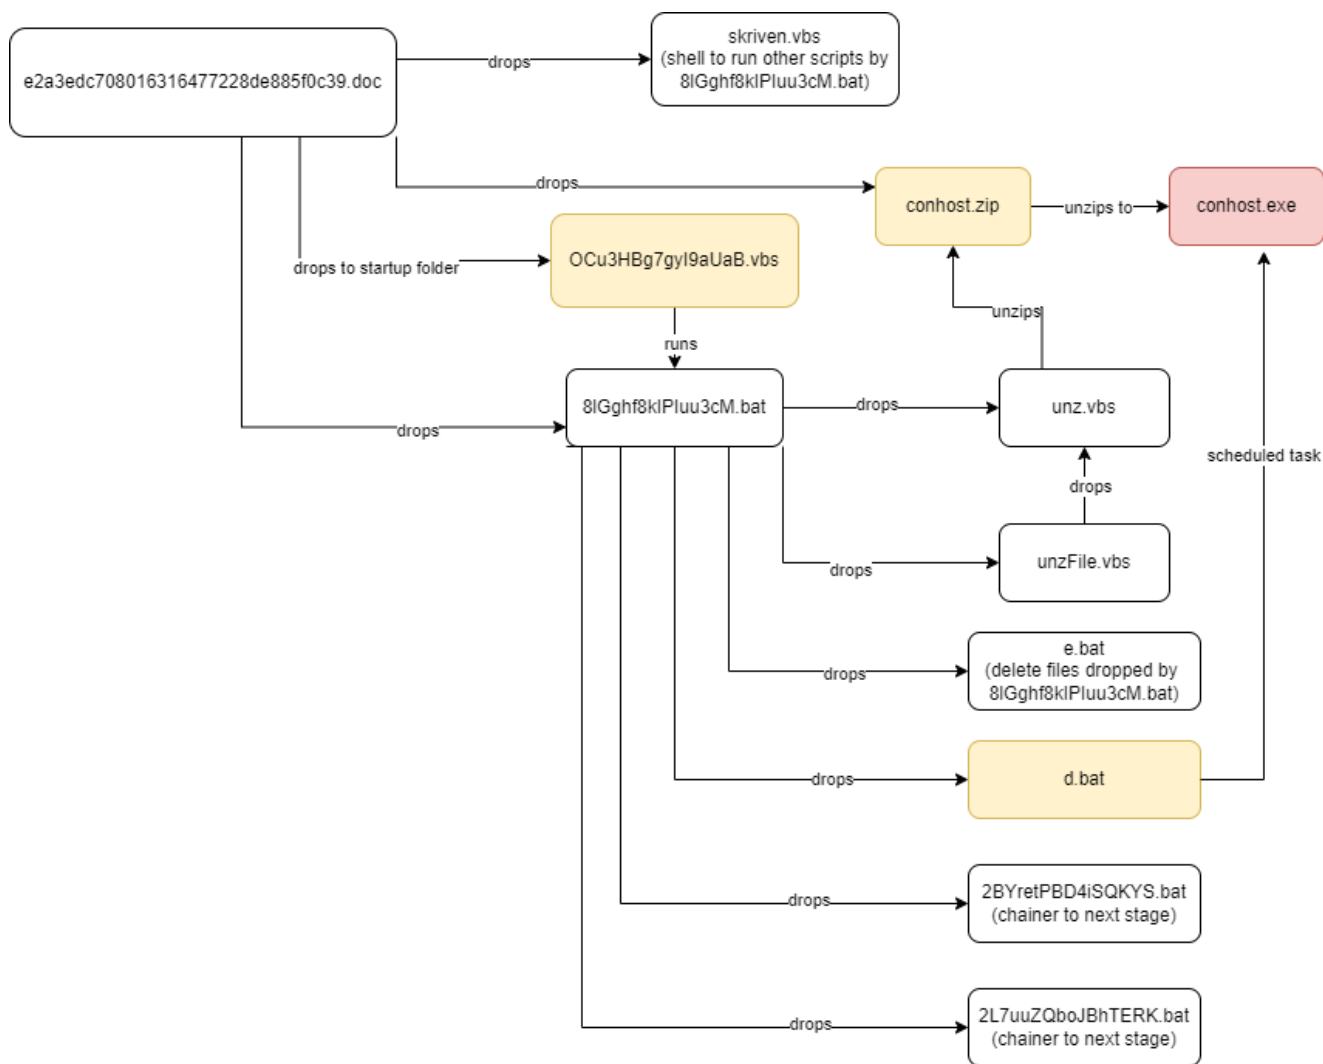 skriven.vbs
(shell to run other scripts by
8lGghf8klPluu3cM.bat)
drops
e2a3edc708016316477228de885f0c39.doc
drops
conhost.zip
unzips to
conhost.exe
OCu3HBg7gyI9aUaB.vbs
drops to startup folder
unzips
runs
8lGghf8klPluu3cM.bat
drops
unz.vbs
drops
scheduled task
drops
unzFile.vbs
drops
e.bat
(delete files dropped by
8lGghf8klPluu3cM.bat)
drops
drops
d.bat
2BYretPBD4iSQKYS.bat
(chainer to next stage)
drops
2L7uuZQboJBhTERK.bat
(chainer to next stage)
drops